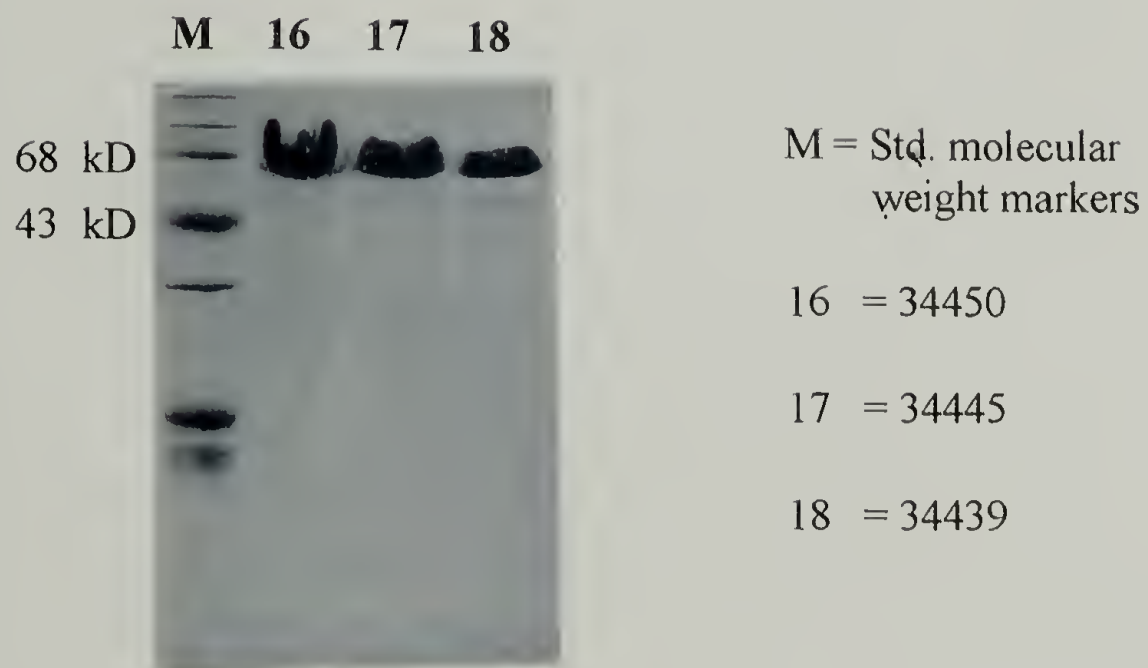 M 16 17 18
68 kD
43 kD
M = Std. molecular
weight markers
16 = 34450
17 = 34445
18 = 34439